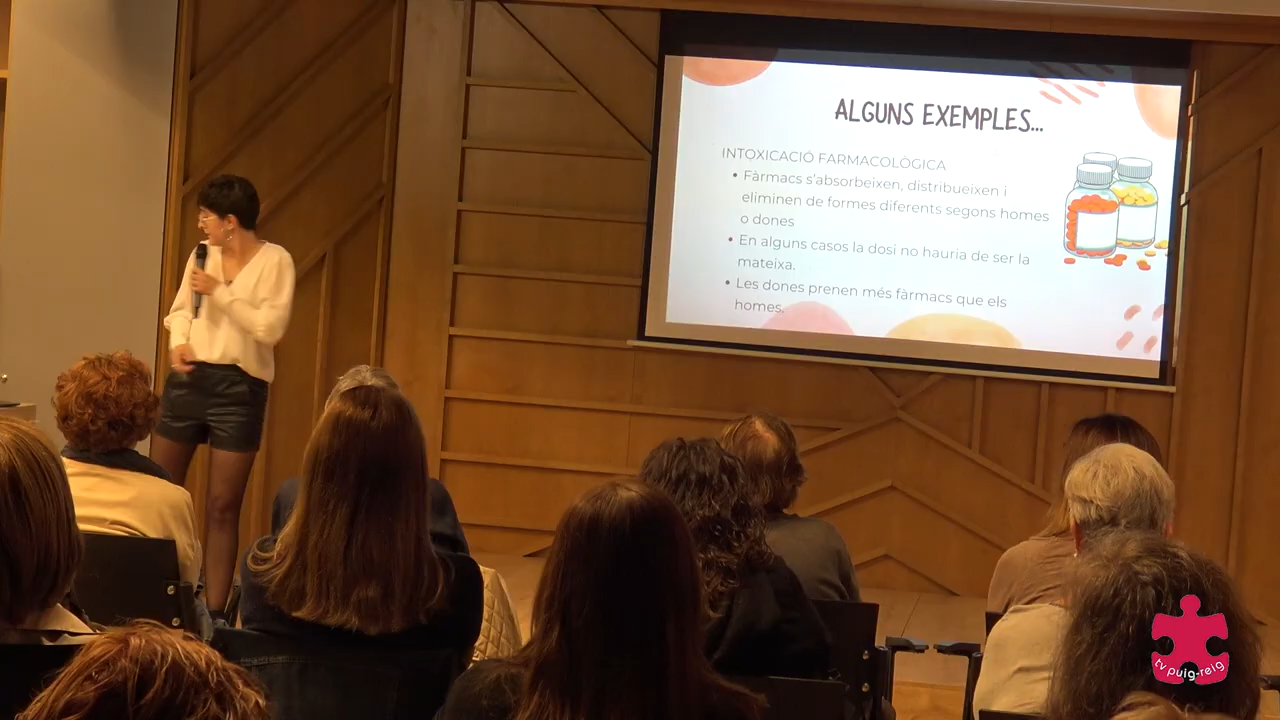 ALGUNS EXEMPLES...
INTOXICACIÓ FARMACOLÒGICA
• Fàrmacs s'absorbeixen, distribueixen i
eliminen de formes diferents segons homes
o dones
• En alguns casos la dosi no hauria de ser la
mateixa.
• Les dones prenen més fàrmacs que els
homes.
tv puig-reig